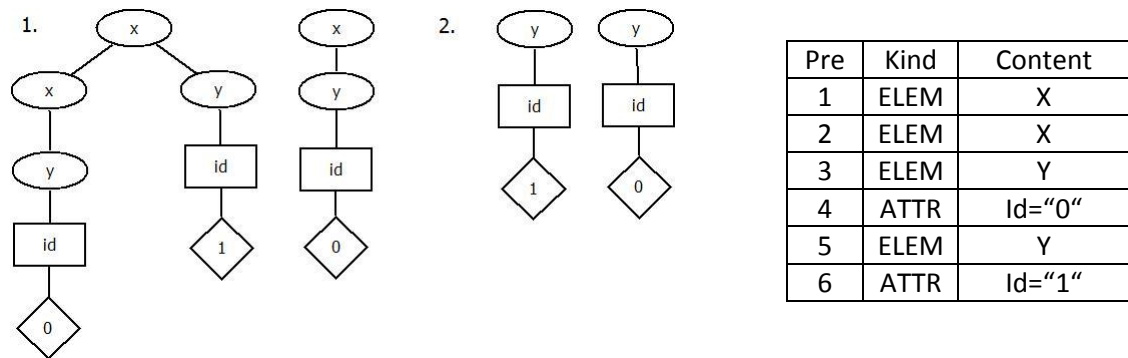 1.
x
x
y
y
id
id
0
1
x
y
id
0
2.
y
y
id
id
1
0
Pre Kind Content
1 ELEM X
2 ELEM X
3 ELEM Y
4 ATTR Id=“0“
5 ELEM Y
6 ATTR Id=“1“